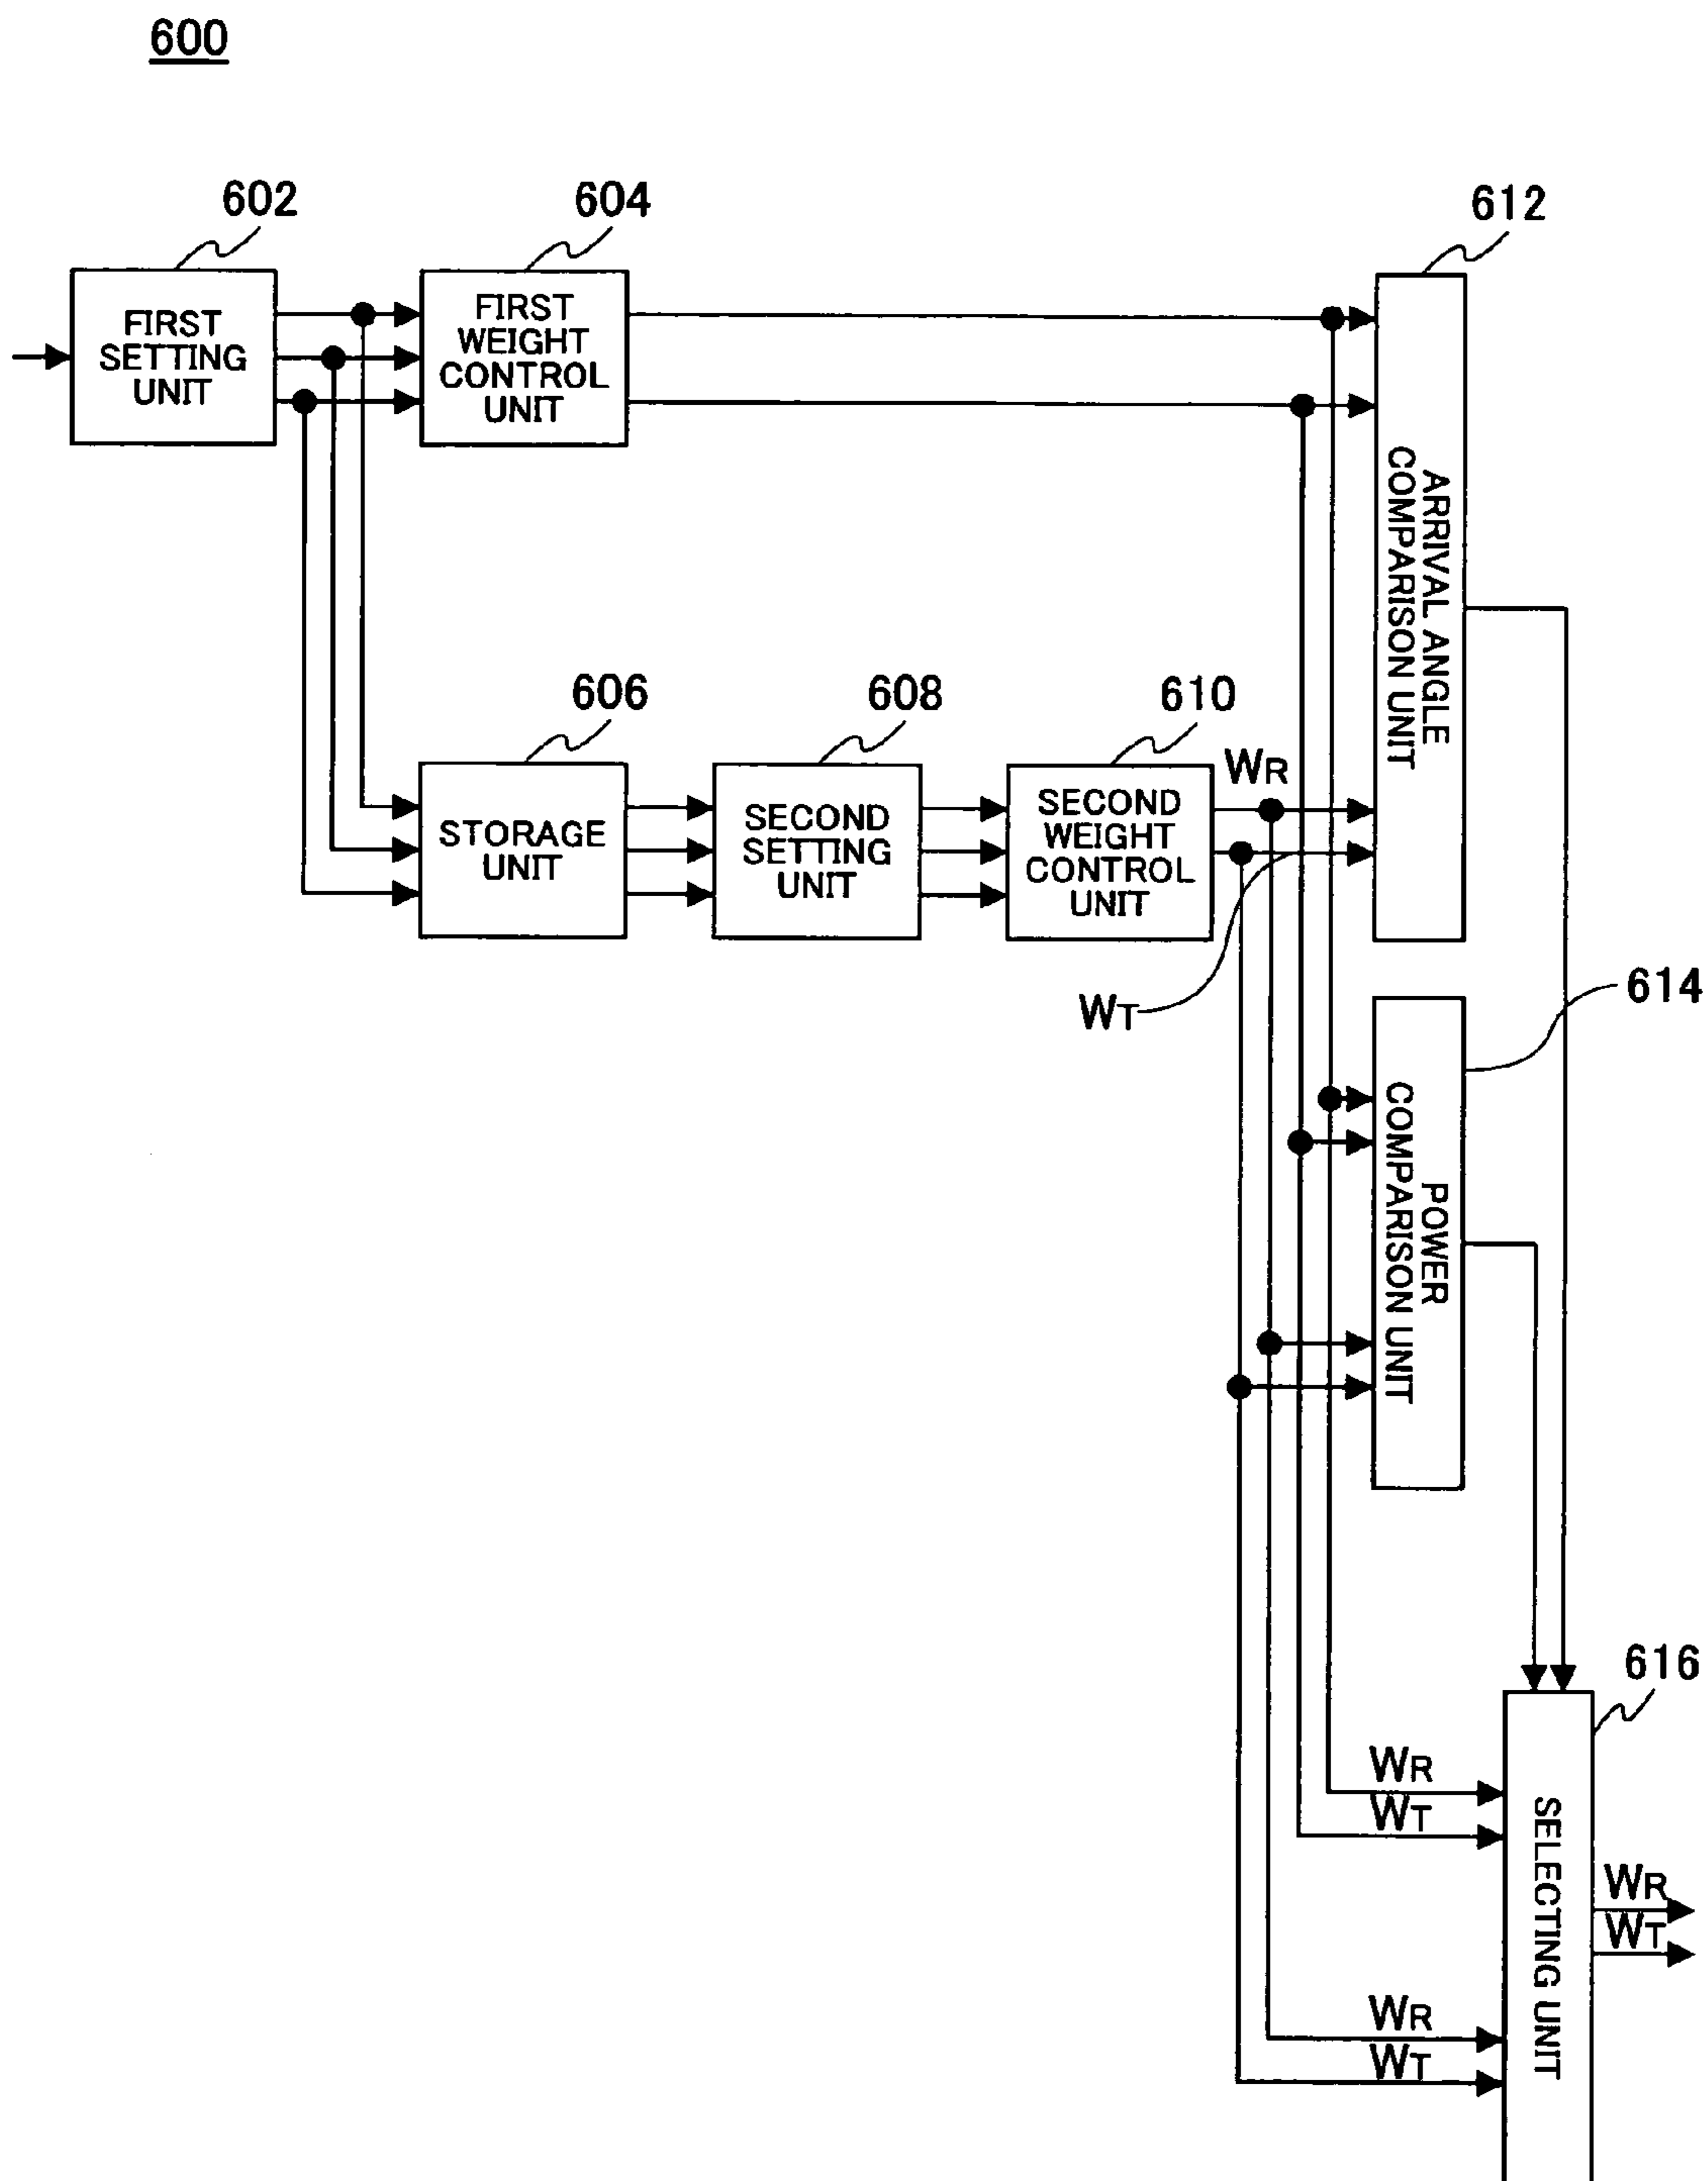 600
602
604
612
FIRST
SETTING
UNIT
FIRST
WEIGHT
CONTROL
UNIT
ARRIVAL ANGLE
COMPARISON UNIT
606
608
610
WR
STORAGE
UNIT
SECOND
SETTING
UNIT
SECOND
WEIGHT
CONTROL
UNIT
WT
614
POWER
COMPARISON UNIT
616
WR
WT
SELECTING UNIT
WR
WT
WR
WT